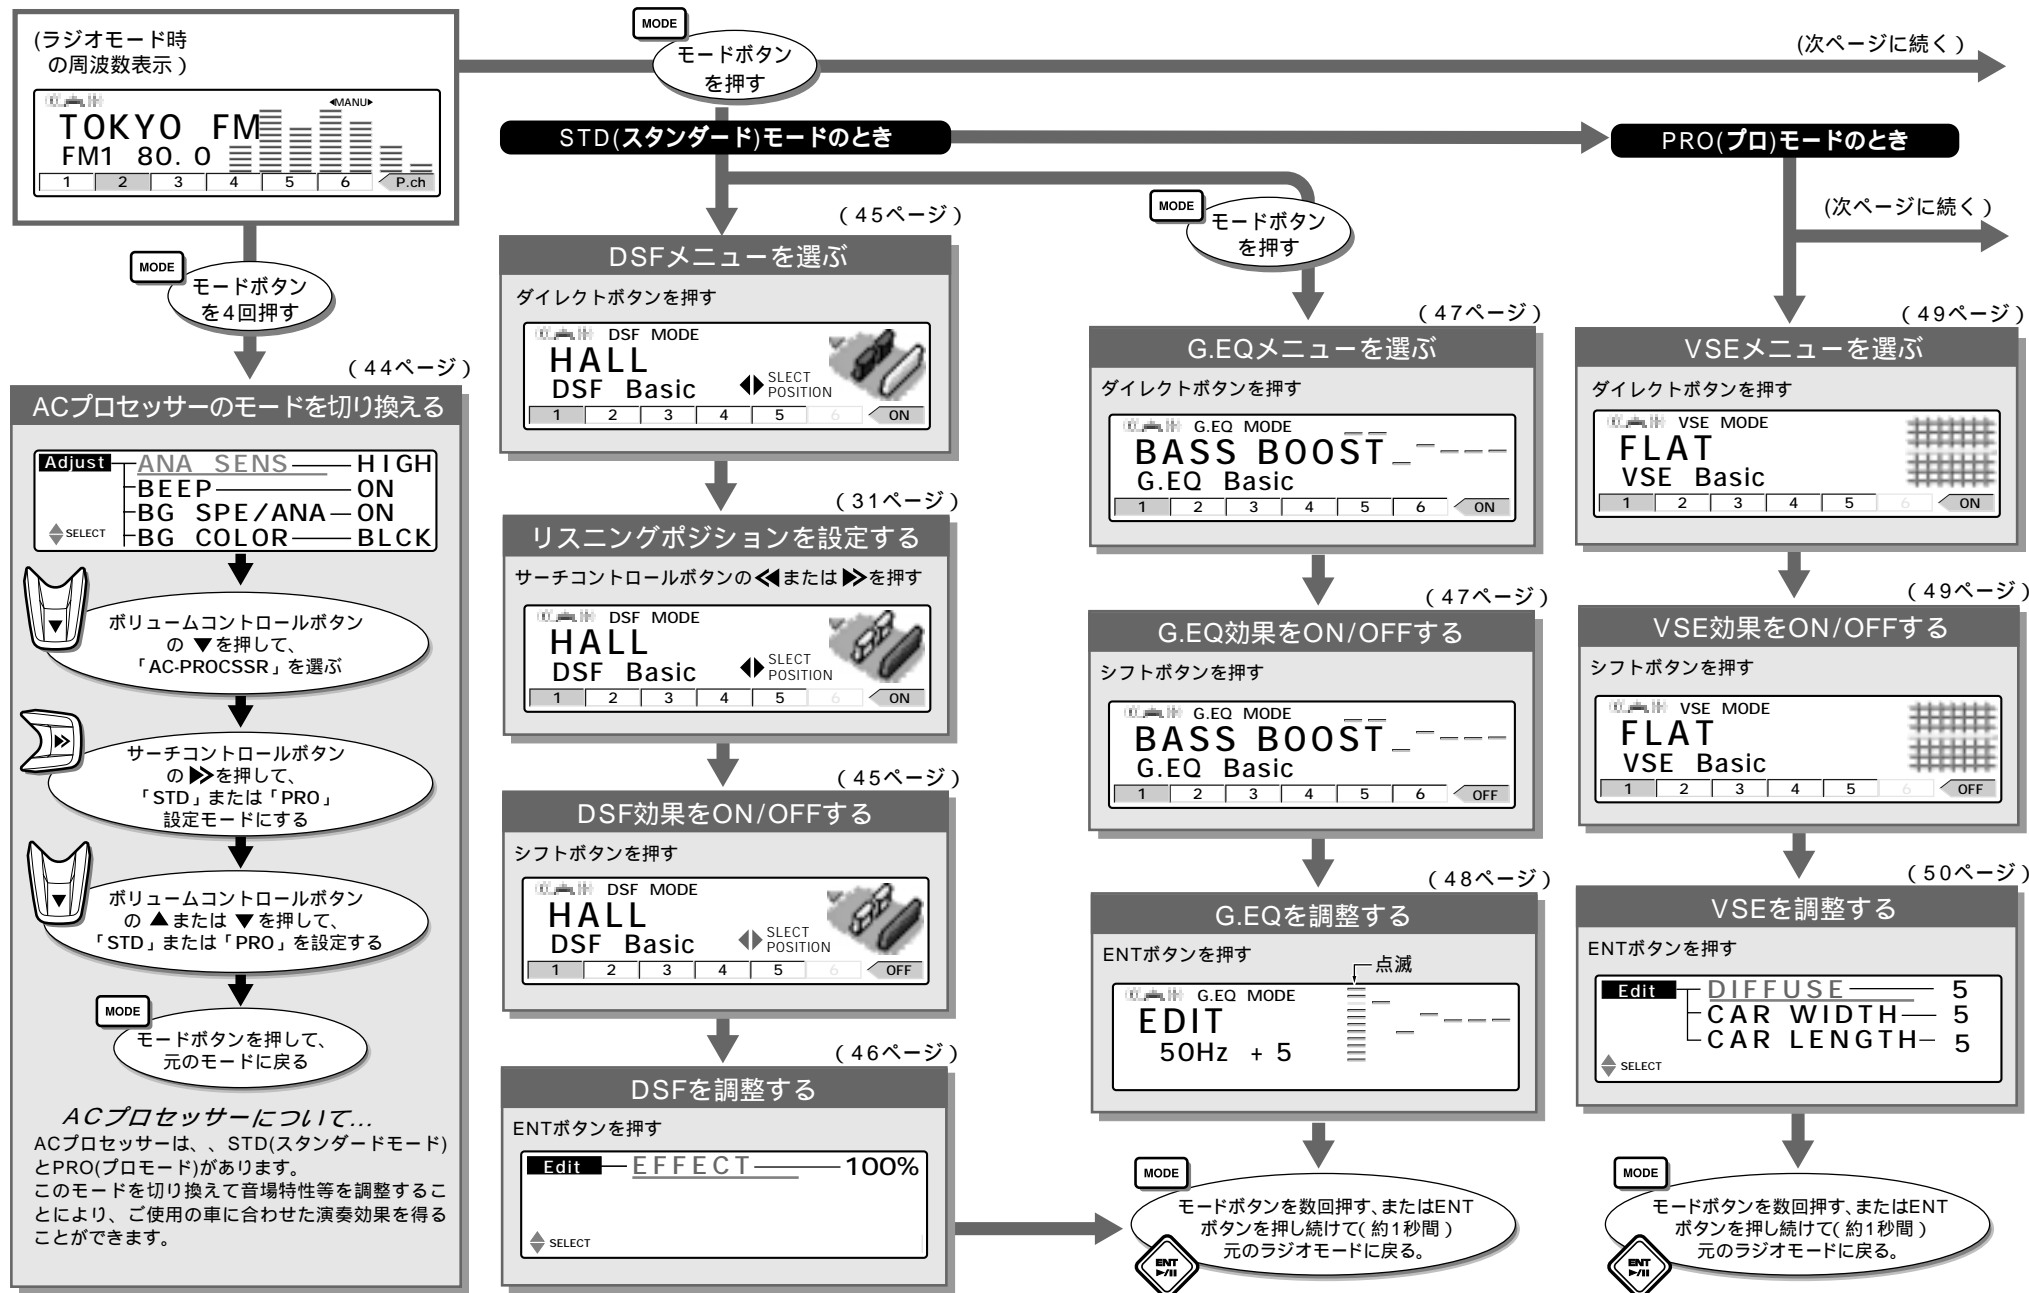 (ラジオモード時
の周波数表示)
◀MANU▶
TOKYO FM
FM1 80.0
1 2 3 4 5 6 P.ch
MODE
モードボタン
を4回押す
(44ページ)
ACプロセッサーのモードを切り換える
Adjust ANA SENS HIGH
BEEP ON
BG SPE/ANA ON
SELECT BG COLOR BLCK
ボリュームコントロールボタン
の ▼を押して、
「AC-PROCSSR」を選ぶ
サーチコントロールボタン
の ▶▶を押して、
「STD」または「PRO」
設定モードにする
ボリュームコントロールボタン
の ▲または ▼を押して、
「STD」または「PRO」を設定する
MODE
モードボタンを押して、
元のモードに戻る
ACプロセッサーについて...
ACプロセッサーは、、STD(スタンダードモード)
とPRO(プロモード)があります。
このモードを切り換えて音場特性等を調整するこ
とにより、ご使用の車に合わせた演奏効果を得る
ことができます。
MODE
モードボタン
を押す
(次ページに続く)
STD(スタンダード)モードのとき
(45ページ)
DSFメニューを選ぶ
ダイレクトボタンを押す
DSF MODE
HALL
DSF Basic
SLECT
POSITION
1 2 3 4 5 6 ON
(31ページ)
リスニングポジションを設定する
サーチコントロールボタンの◀◀または▶▶を押す
DSF MODE
HALL
DSF Basic
SLECT
POSITION
1 2 3 4 5 6 ON
(45ページ)
DSF効果をON/OFFする
シフトボタンを押す
DSF MODE
HALL
DSF Basic
SLECT
POSITION
1 2 3 4 5 6 OFF
(46ページ)
DSFを調整する
ENTボタンを押す
Edit EFFECT 100%
SELECT
MODE
モードボタン
を押す
(47ページ)
G.EQメニューを選ぶ
ダイレクトボタンを押す
G.EQ MODE
BASS BOOST
G.EQ Basic
1 2 3 4 5 6 ON
(47ページ)
G.EQ効果をON/OFFする
シフトボタンを押す
G.EQ MODE
BASS BOOST
G.EQ Basic
1 2 3 4 5 6 OFF
(48ページ)
G.EQを調整する
ENTボタンを押す
点滅
G.EQ MODE
EDIT
50Hz +5
MODE
モードボタンを数回押す、またはENT
ボタンを押し続けて(約1秒間)
元のラジオモードに戻る。
ENT
▶/II
PRO(プロ)モードのとき
(次ページに続く)
(49ページ)
VSEメニューを選ぶ
ダイレクトボタンを押す
VSE MODE
FLAT
VSE Basic
1 2 3 4 5 6 ON
(49ページ)
VSE効果をON/OFFする
シフトボタンを押す
VSE MODE
FLAT
VSE Basic
1 2 3 4 5 6 OFF
(50ページ)
VSEを調整する
ENTボタンを押す
Edit DIFFUSE 5
CAR WIDTH 5
CAR LENGTH 5
SELECT
MODE
モードボタンを数回押す、またはENT
ボタンを押し続けて(約1秒間)
元のラジオモードに戻る。
ENT
▶/II